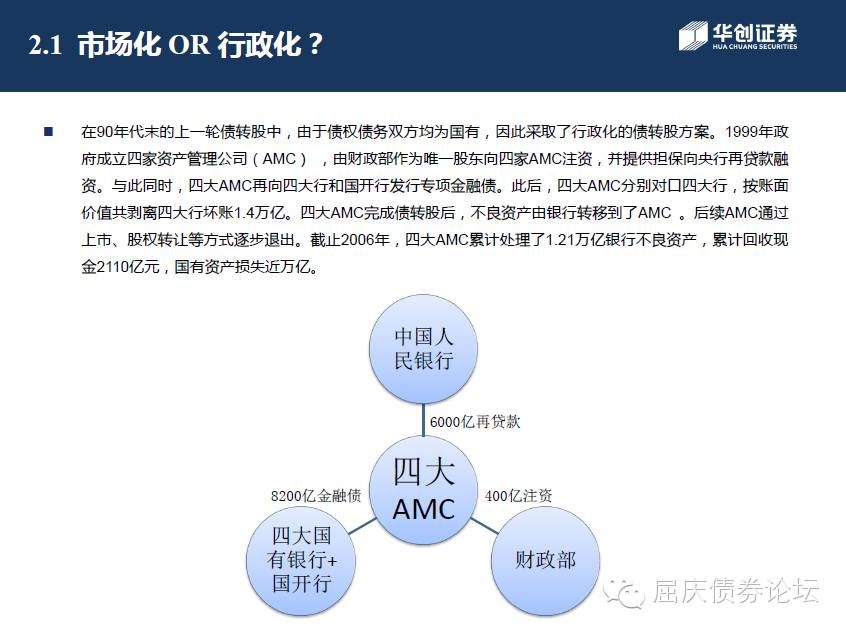 2.1 市场化 OR 行政化？
华创证券
HUA CHUANG SECURITIES
在90年代末的上一轮债转股中，由于债权债务双方均为国有，因此采取了行政化的债转股方案。1999年政
府成立四家资产管理公司（AMC），由财政部作为唯一股东向四家AMC注资，并提供担保向央行再贷款融
资。与此同时，四大AMC再向四大行和国开行发行专项金融债。此后，四大AMC分别对口四大行，按账面
价值共剥离四大行坏账1.4万亿。四大AMC完成债转股后，不良资产由银行转移到了AMC 。后续AMC通过
上市、股权转让等方式逐步退出。截止2006年，四大AMC累计处理了1.21万亿银行不良资产，累计回收现
金2110亿元，国有资产损失近万亿。
中国人
民银行
6000亿再贷款
四大
AMC
8200亿金融债
400亿注资
四大国
有银行+
国开行
财政部
屈庆债券论坛